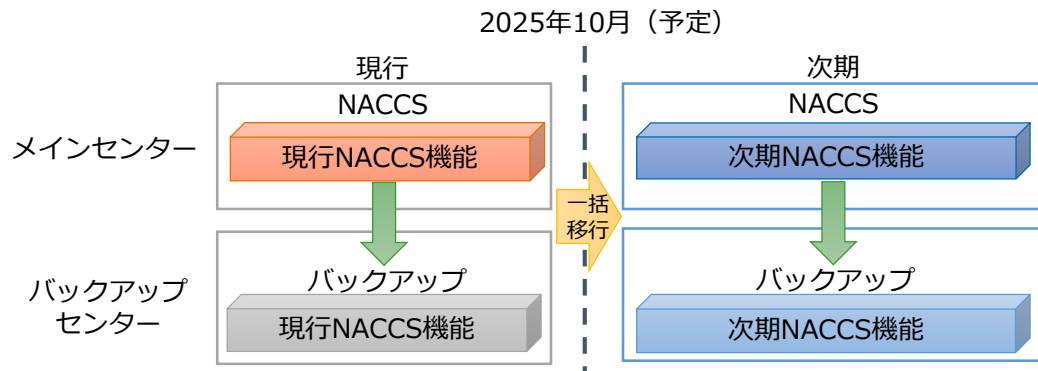 2025年10月（予定）
現行
次期
メインセンター
NACCS
現行NACCS機能
NACCS
次期NACCS機能
一括
移行
バックアップ
センター
バックアップ
現行NACCS機能
バックアップ
次期NACCS機能